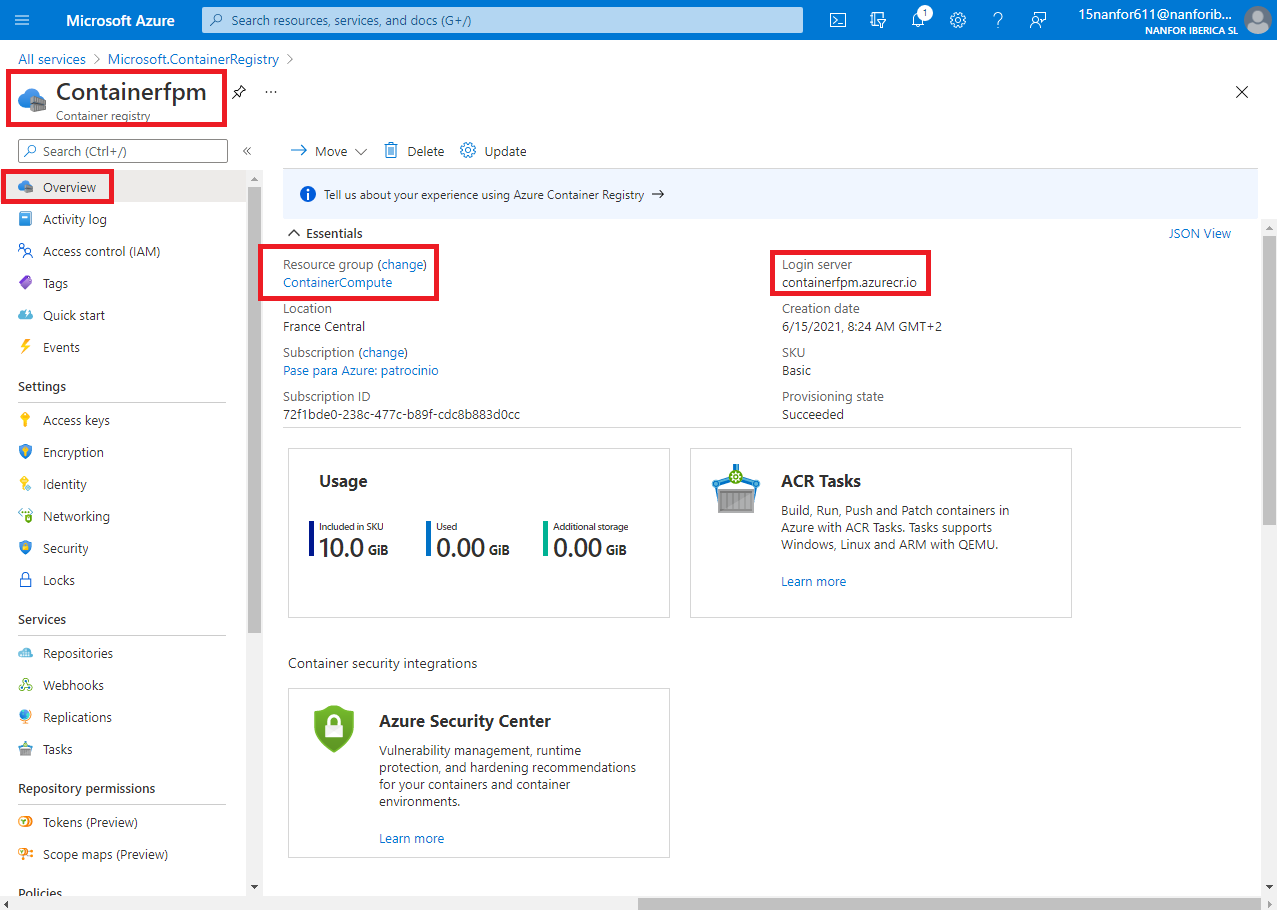 Microsoft Azure
Search resources, services, and docs (G+/)
1
15nanfor611@nanforib...
NANFOR IBERICA SL
All services > Microsoft.ContainerRegistry >
Containerfpm
...
Container registry
Search (Ctrl+/)
«
Move
Delete
Update
Overview
Activity log
Access control (IAM)
Tags
Quick start
Events
Settings
Access keys
Encryption
Identity
Networking
Security
Locks
Services
Repositories
Webhooks
Replications
Tasks
Repository permissions
Tokens (Preview)
Scope maps (Preview)
Policies
Tell us about your experience using Azure Container Registry →
Essentials
JSON View
Resource group (change)
ContainerCompute
Location
France Central
Subscription (change)
Pase para Azure: patrocinio
Subscription ID
72f1bde0-238c-477c-b89f-cdc8b883d0cc
Login server
containerfpm.azurecr.io
Creation date
6/15/2021, 8:24 AM GMT+2
SKU
Basic
Provisioning state
Succeeded
Usage
Included in SKU
10.0 GiB
Used
0.00 GiB
Additional storage
0.00 GiB
ACR Tasks
Build, Run, Push and Patch containers in
Azure with ACR Tasks. Tasks supports
Windows, Linux and ARM with QEMU.
Learn more
Container security integrations
Azure Security Center
Vulnerability management, runtime
protection, and hardening recommendations
for your containers and container
environments.
Learn more